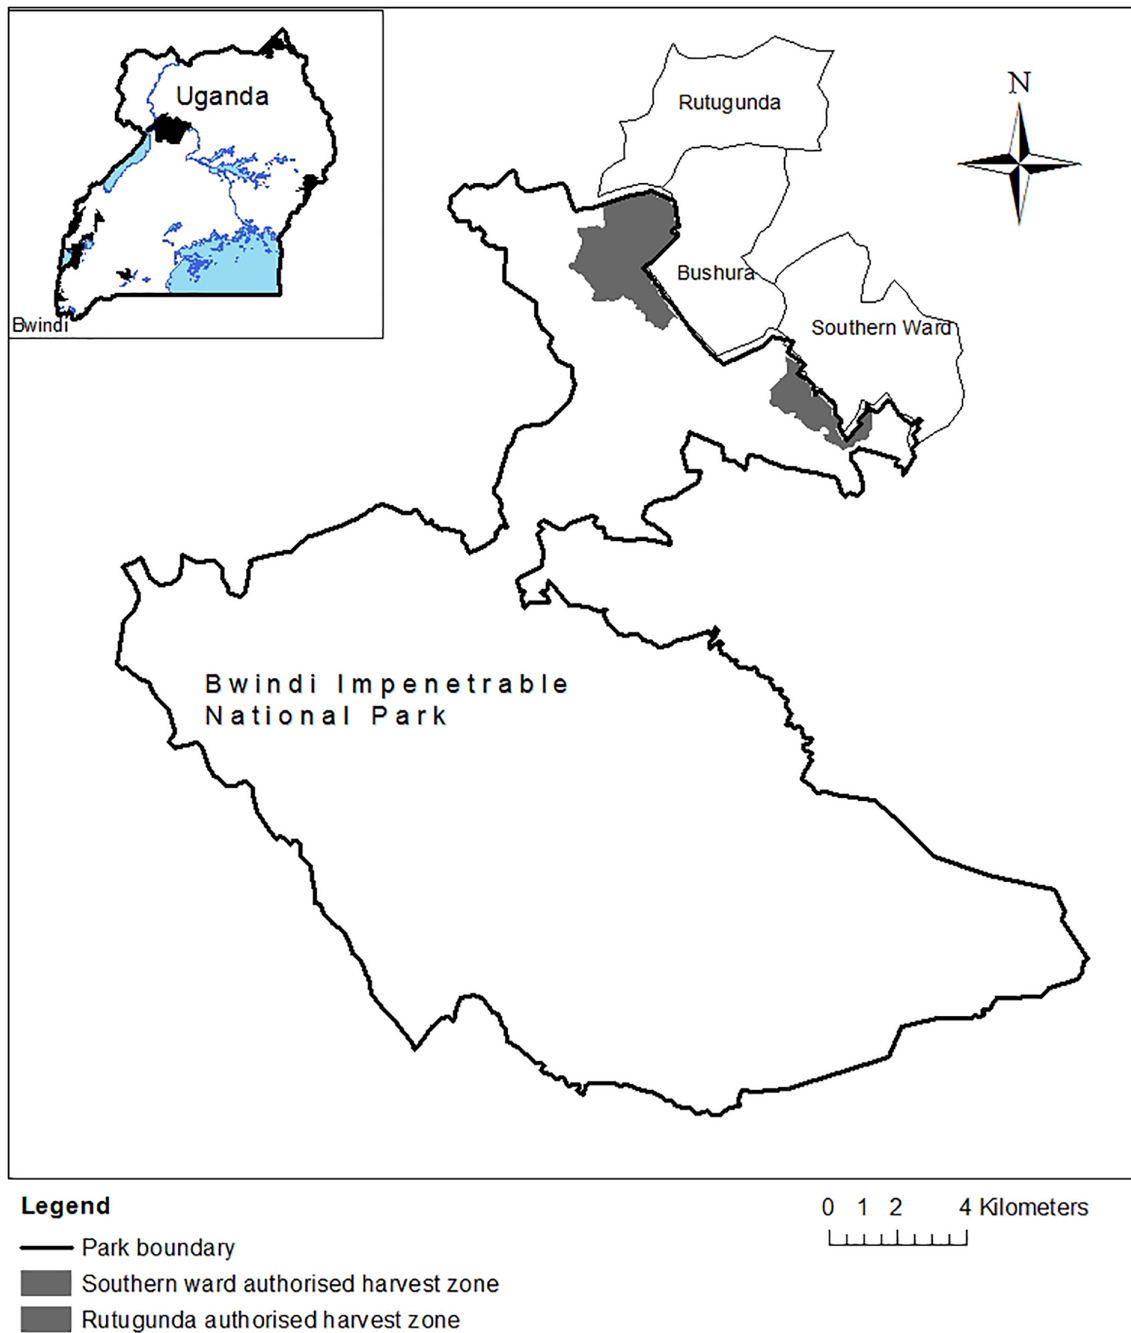 Uganda
Bwindi
N
Rutugunda
Bushura
Southern Ward
Bwindi Impenetrable
National Park
Legend
Park boundary
Southern ward authorised harvest zone
Rutugunda authorised harvest zone
0 1 2 4 Kilometers